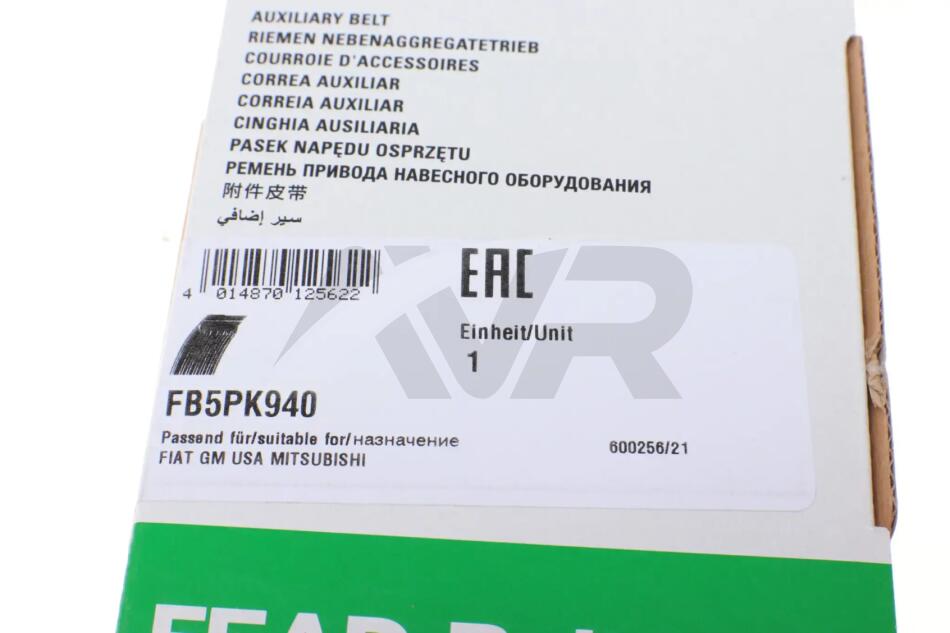 AUXILIARY BELT
RIEMEN NEBENAGGREGATETRIEB
COURROIE D'ACCESSOIRES
CORREA AUXILIAR
CORREIA AUXILIAR
CINGHIA AUSILIARIA
PASEK NAPĘDU OSPRZĘTU
РЕМЕНЬ ПРИВОДА НАВЕСНОГО ОБОРУДОВАНИЯ
附件皮带
سير إضافي
4 014870 125622
EAC
Einheit/Unit
1
FB5PK940
Passend für/suitable for/назначение
FIAT GM USA MITSUBISHI
600256/21